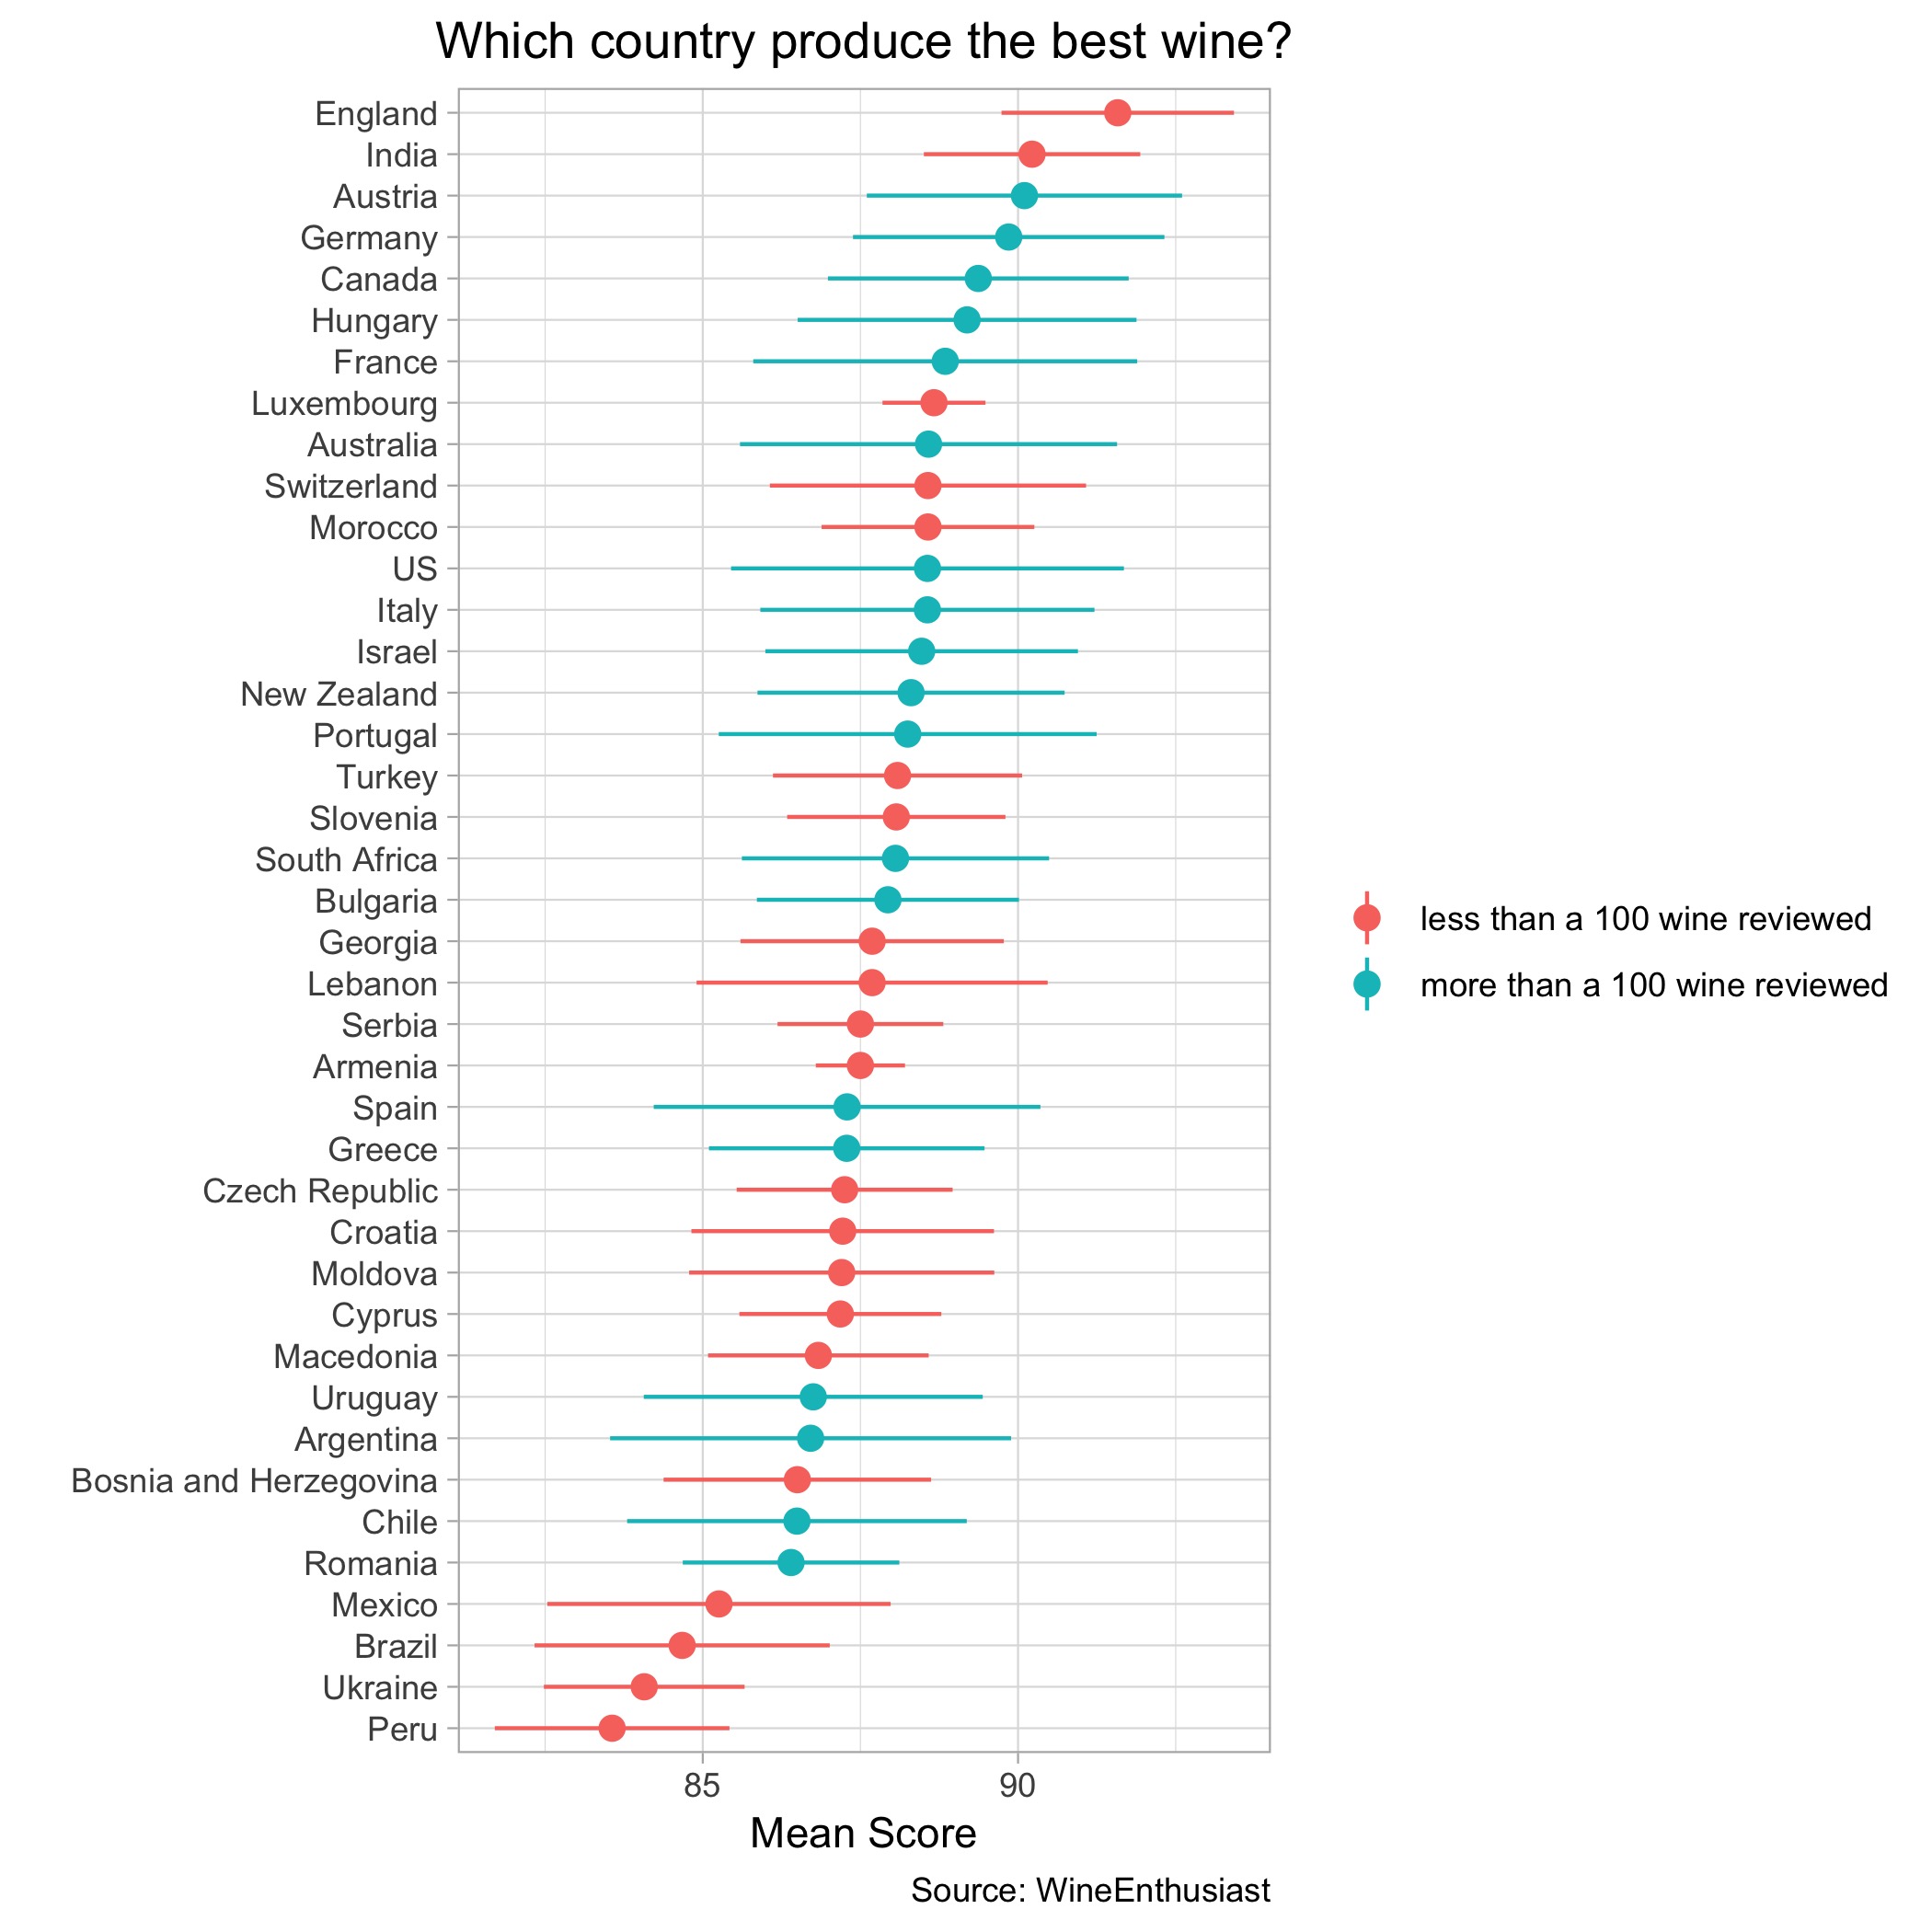 Which country produce the best wine?
England
India
Austria
Germany
Canada
Hungary
France
Luxembourg
Australia
Switzerland
Morocco
US
Italy
Israel
New Zealand
Portugal
Turkey
Slovenia
South Africa
Bulgaria
Georgia
Lebanon
Serbia
Armenia
Spain
Greece
Czech Republic
Croatia
Moldova
Cyprus
Macedonia
Uruguay
Argentina
Bosnia and Herzegovina
Chile
Romania
Mexico
Brazil
Ukraine
Peru
85 90
Mean Score
less than a 100 wine reviewed
more than a 100 wine reviewed
Source: WineEnthusiast